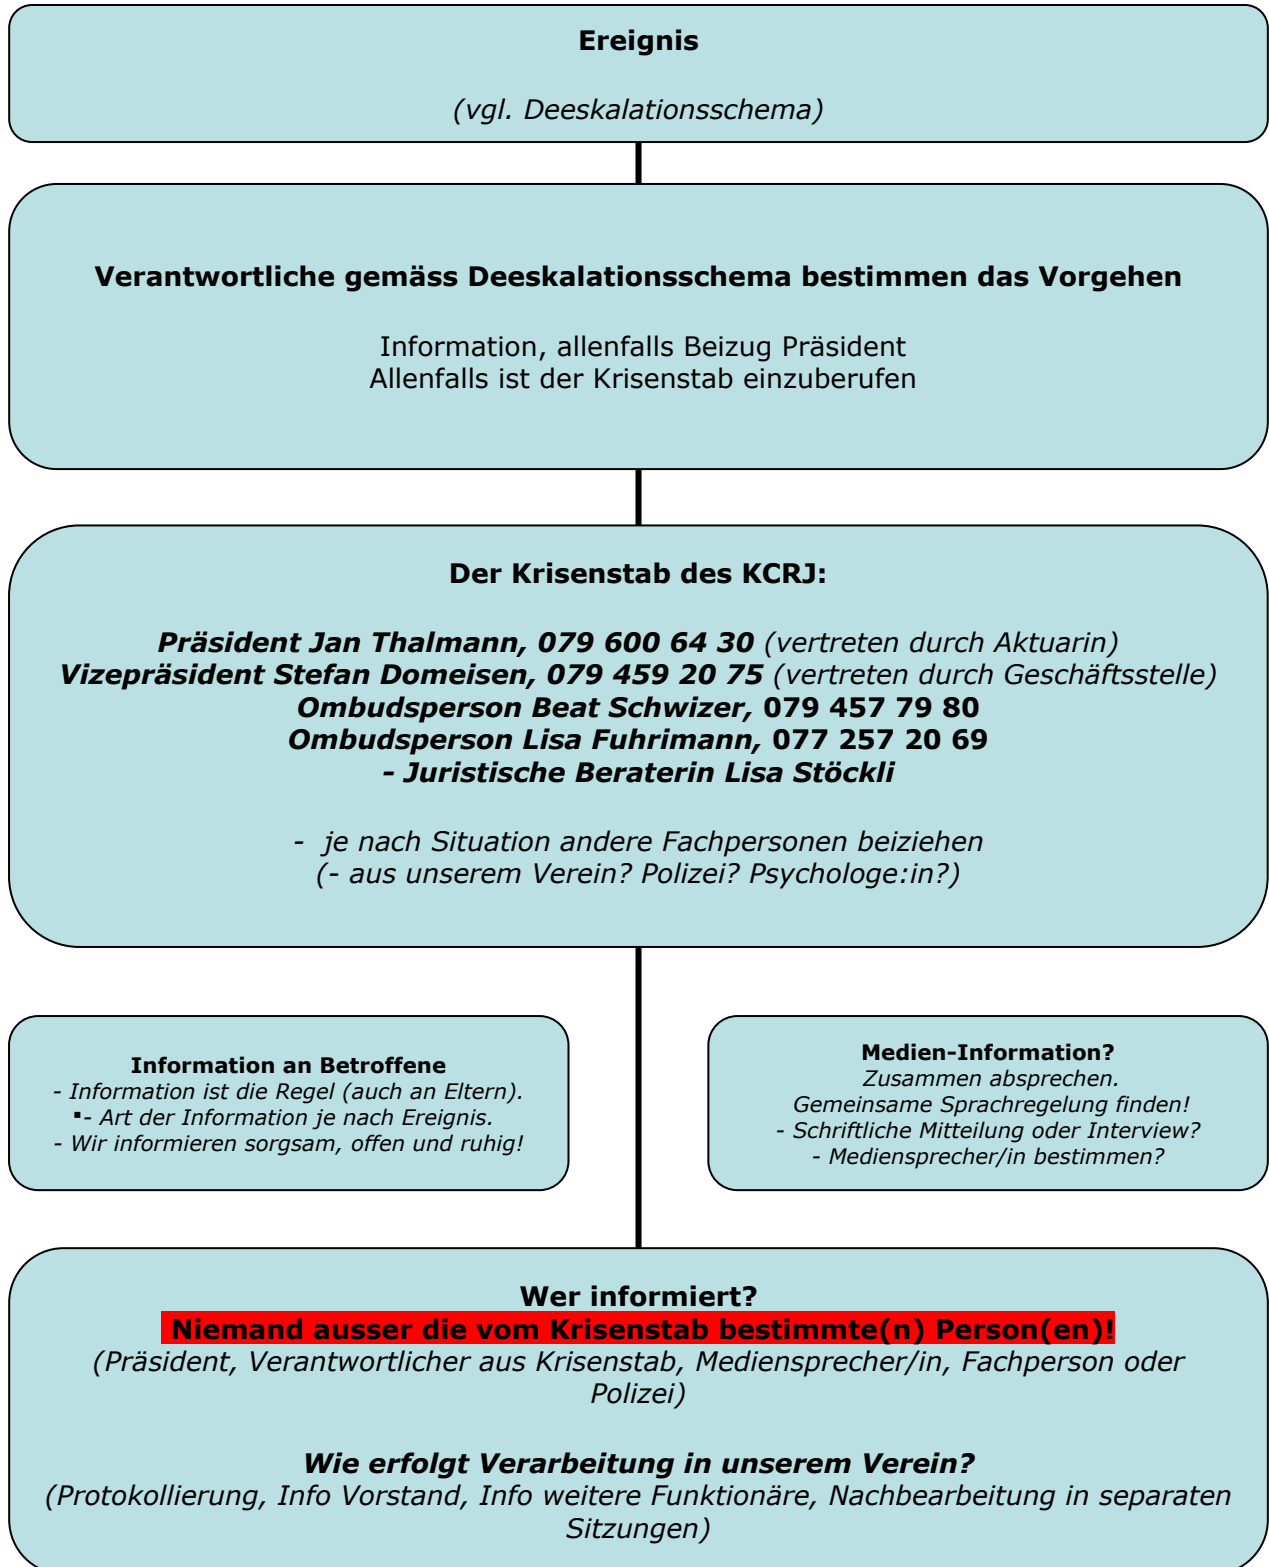 Ereignis
(vgl. Deeskalationsschema)
Verantwortliche gemäss Deeskalationsschema bestimmen das Vorgehen
Information, allenfalls Beizug Präsident
Allenfalls ist der Krisenstab einzuberufen
Der Krisenstab des KCRJ:
Präsident Jan Thalmann, 079 600 64 30 (vertreten durch Aktuarin)
Vizepräsident Stefan Domeisen, 079 459 20 75 (vertreten durch Geschäftsstelle)
Ombudsperson Beat Schwizer, 079 457 79 80
Ombudsperson Lisa Fuhrimann, 077 257 20 69
- Juristische Beraterin Lisa Stöckli
- je nach Situation andere Fachpersonen beiziehen
(- aus unserem Verein? Polizei? Psychologe:in?)
Information an Betroffene
- Information ist die Regel (auch an Eltern).
▪- Art der Information je nach Ereignis.
- Wir informieren sorgsam, offen und ruhig!
Medien-Information?
Zusammen absprechen.
Gemeinsame Sprachregelung finden!
- Schriftliche Mitteilung oder Interview?
- Mediensprecher/in bestimmen?
Wer informiert?
Niemand ausser die vom Krisenstab bestimmte(n) Person(en)!
(Präsident, Verantwortlicher aus Krisenstab, Mediensprecher/in, Fachperson oder
Polizei)
Wie erfolgt Verarbeitung in unserem Verein?
(Protokollierung, Info Vorstand, Info weitere Funktionäre, Nachbearbeitung in separaten
Sitzungen)